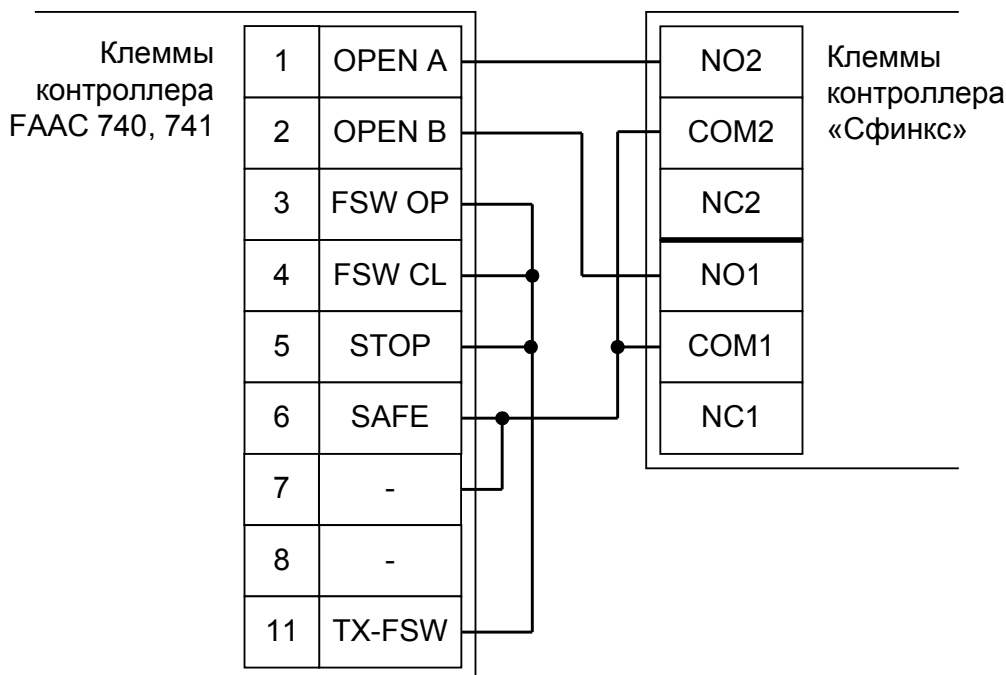 Клеммы
контроллера
FAAC 740, 741
1 OPEN A
2 OPEN B
3 FSW OP
4 FSW CL
5 STOP
6 SAFE
7 -
8 -
11 TX-FSW
NO2
COM2
NC2
NO1
COM1
NC1
Клеммы
контроллера
«Сфинкс»